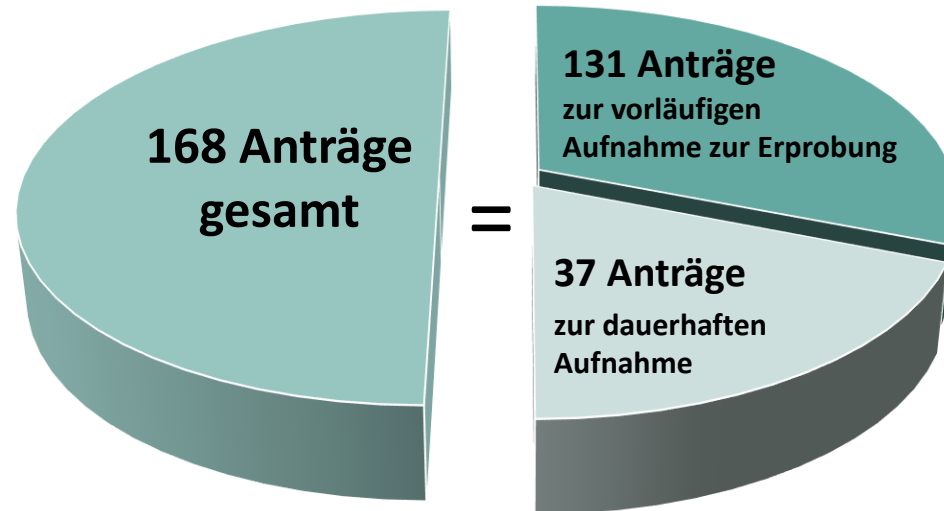 168 Anträge
gesamt
=
131 Anträge
zur vorläufigen
Aufnahme zur Erprobung
37 Anträge
zur dauerhaften
Aufnahme